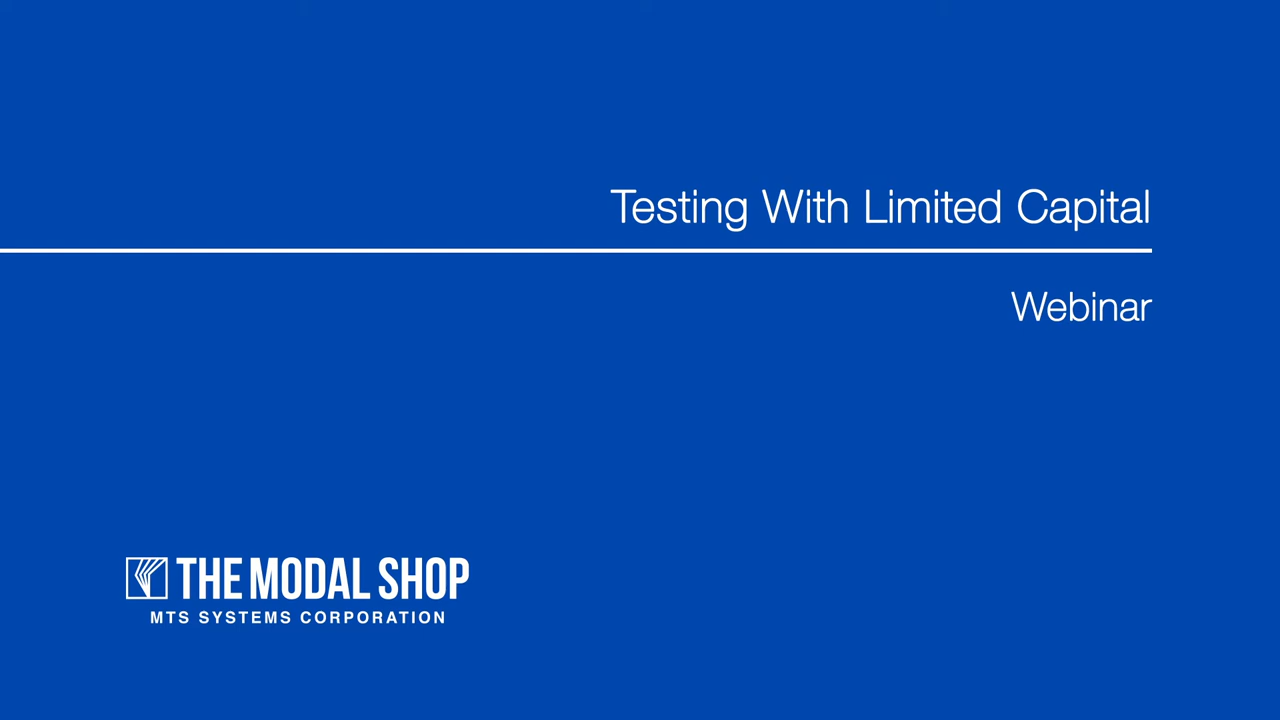 Testing With Limited Capital
Webinar
THE MODAL SHOP
MTS SYSTEMS CORPORATION